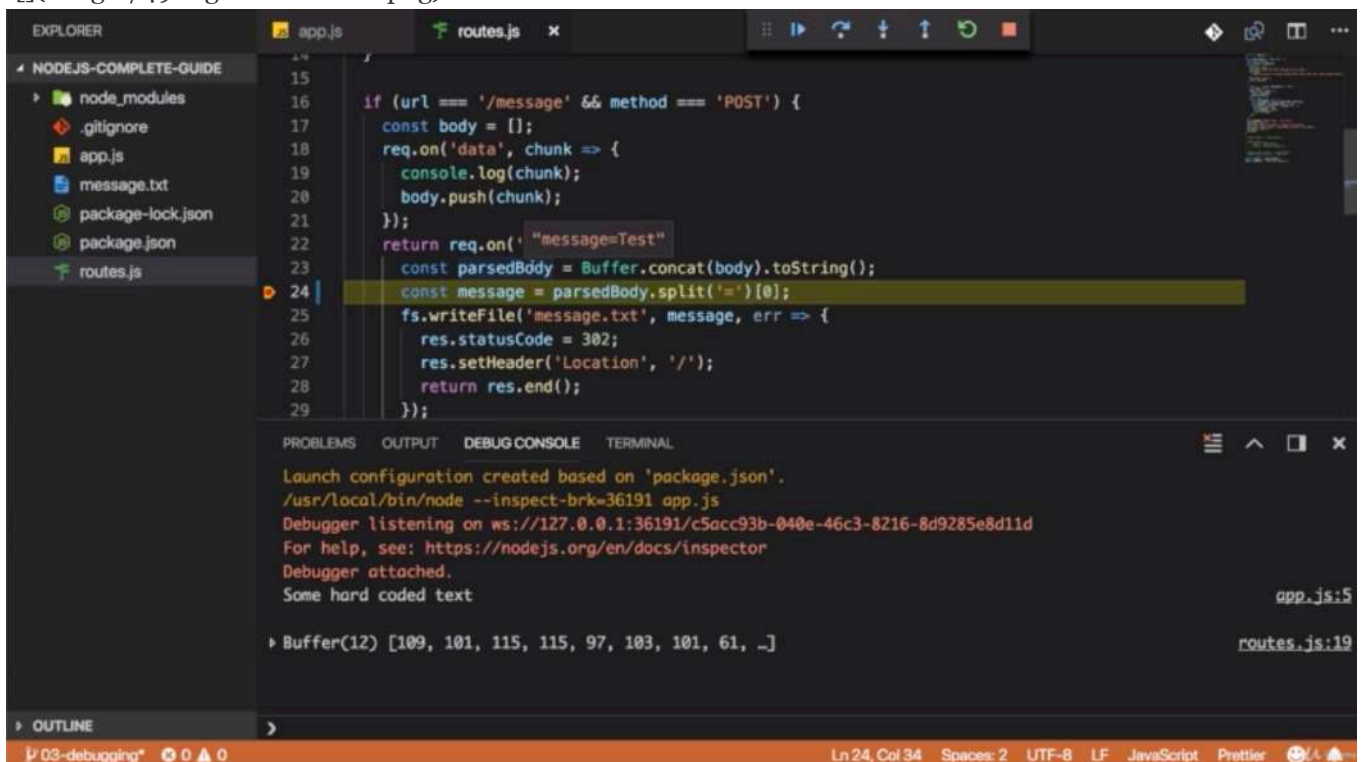 EXPLORER
NODEJS-COMPLETE-GUIDE
node_modules
.gitignore
app.js
message.txt
package-lock.json
package.json
routes.js
OUTLINE
app.js
routes.js
14 }
15
16 if (url === '/message' && method === 'POST') {
17 const body = [];
18 req.on('data', chunk => {
19 console.log(chunk);
20 body.push(chunk);
21 });
22 return req.on(' "message=Test"
23 const parsedBody = Buffer.concat(body).toString();
24 const message = parsedBody.split('=')[0];
25 fs.writeFile('message.txt', message, err => {
26 res.statusCode = 302;
27 res.setHeader('Location', '/');
28 return res.end();
29 });
PROBLEMS OUTPUT DEBUG CONSOLE TERMINAL
Launch configuration created based on 'package.json'.
/usr/local/bin/node --inspect-brk=36191 app.js
Debugger listening on ws://127.0.0.1:36191/c5acc93b-040e-46c3-8216-8d9285e8d11d
For help, see: https://nodejs.org/en/docs/inspector
Debugger attached.
Some hard coded text app.js:5
Buffer(12) [109, 101, 115, 115, 97, 103, 101, 61, …] routes.js:19
03-debugging* 0 0 Ln 24, Col 34 Spaces: 2 UTF-8 LF JavaScript Prettier